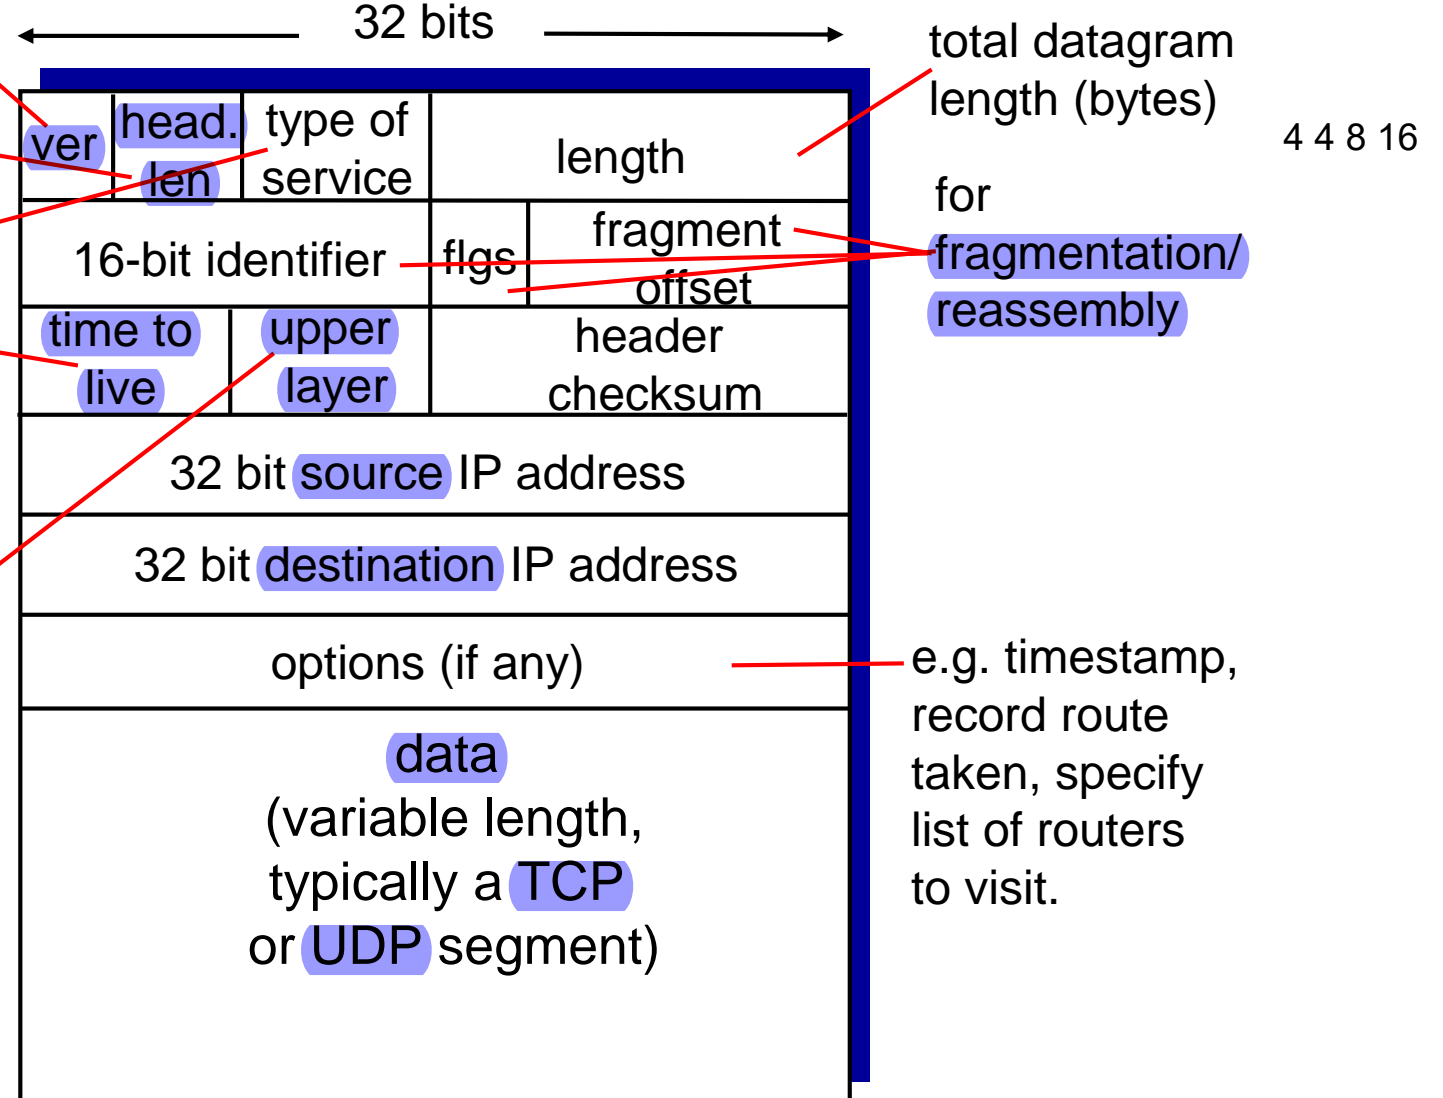 32 bits
total datagram
length (bytes)
4 4 8 16
ver
head.
len
type of
service
length
for
fragmentation/
reassembly
16-bit identifier
flgs
fragment
offset
time to
live
upper
layer
header
checksum
32 bit source IP address
32 bit destination IP address
options (if any)
e.g. timestamp,
record route
taken, specify
list of routers
to visit.
data
(variable length,
typically a TCP
or UDP segment)